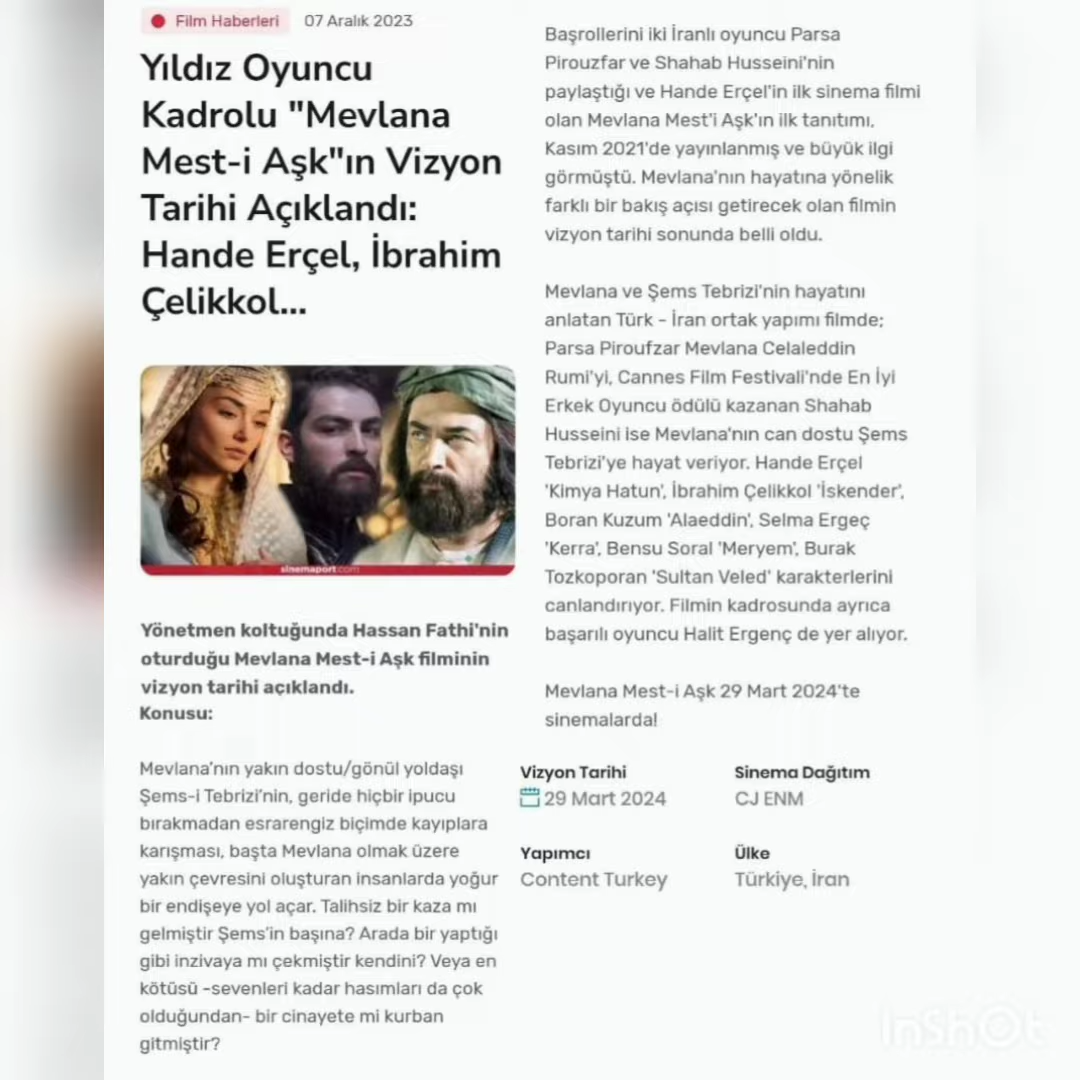 Film Haberleri 07 Aralık 2023
Yıldız Oyuncu
Kadrolu "Mevlana
Mest-i Aşk"ın Vizyon
Tarihi Açıklandı:
Hande Erçel, İbrahim
Çelikkol...
sinemaport.com
Yönetmen koltuğunda Hassan Fathi'nin
oturduğu Mevlana Mest-i Aşk filminin
vizyon tarihi açıklandı.
Konusu:
Mevlana'nın yakın dostu/gönül yoldaşı
Şems-i Tebrizi'nin, geride hiçbir ipucu
bırakmadan esrarengiz biçimde kayıplara
karışması, başta Mevlana olmak üzere
yakın çevresini oluşturan insanlarda yoğur
bir endişeye yol açar. Talihsiz bir kaza mı
gelmiştir Şems'in başına? Arada bir yaptığı
gibi inzivaya mı çekmiştir kendini? Veya en
kötüsü -sevenleri kadar hasımları da çok
olduğundan- bir cinayete mi kurban
gitmiştir?
Başrollerini iki İranlı oyuncu Parsa
Pirouzfar ve Shahab Husseini'nin
paylaştığı ve Hande Erçel'in ilk sinema filmi
olan Mevlana Mest'i Aşk'ın ilk tanıtımı,
Kasım 2021'de yayınlanmış ve büyük ilgi
görmüştü. Mevlana'nın hayatına yönelik
farklı bir bakış açısı getirecek olan filmin
vizyon tarihi sonunda belli oldu.
Mevlana ve Şems Tebrizi'nin hayatını
anlatan Türk - İran ortak yapımı filmde;
Parsa Piroufzar Mevlana Celaleddin
Rumi'yi, Cannes Film Festivali'nde En İyi
Erkek Oyuncu ödülü kazanan Shahab
Husseini ise Mevlana'nın can dostu Şems
Tebrizi'ye hayat veriyor. Hande Erçel
'Kimya Hatun', İbrahim Çelikkol 'İskender',
Boran Kuzum 'Alaeddin', Selma Ergeç
'Kerra', Bensu Soral 'Meryem', Burak
Tozkoporan 'Sultan Veled' karakterlerini
canlandırıyor. Filmin kadrosunda ayrıca
başarılı oyuncu Halit Ergenç de yer alıyor.
Mevlana Mest-i Aşk 29 Mart 2024'te
sinemalarda!
Vizyon Tarihi Sinema Dağıtım
29 Mart 2024 CJ ENM
Yapımcı Ülke
Content Turkey Türkiye, İran
InShOt